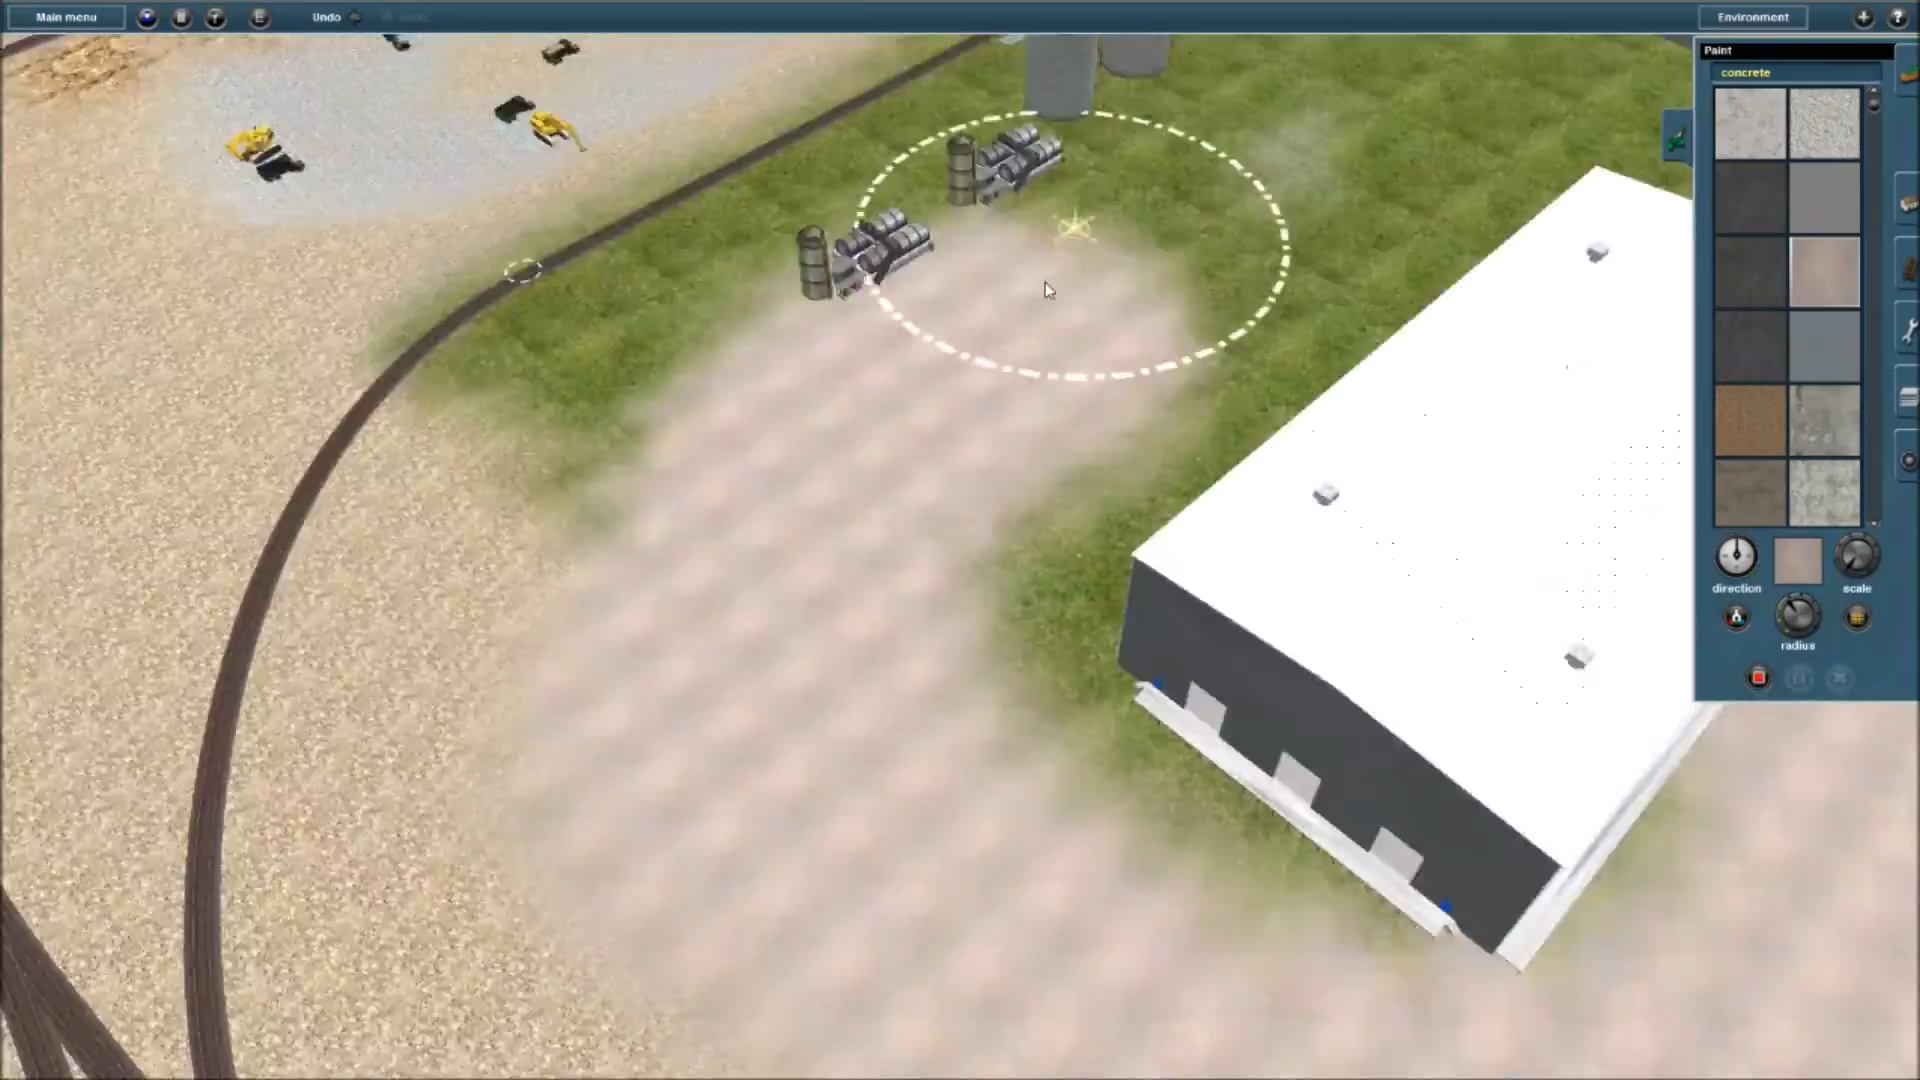 Main menu
Undo
Environment
Paint
concrete
direction
scale
radius